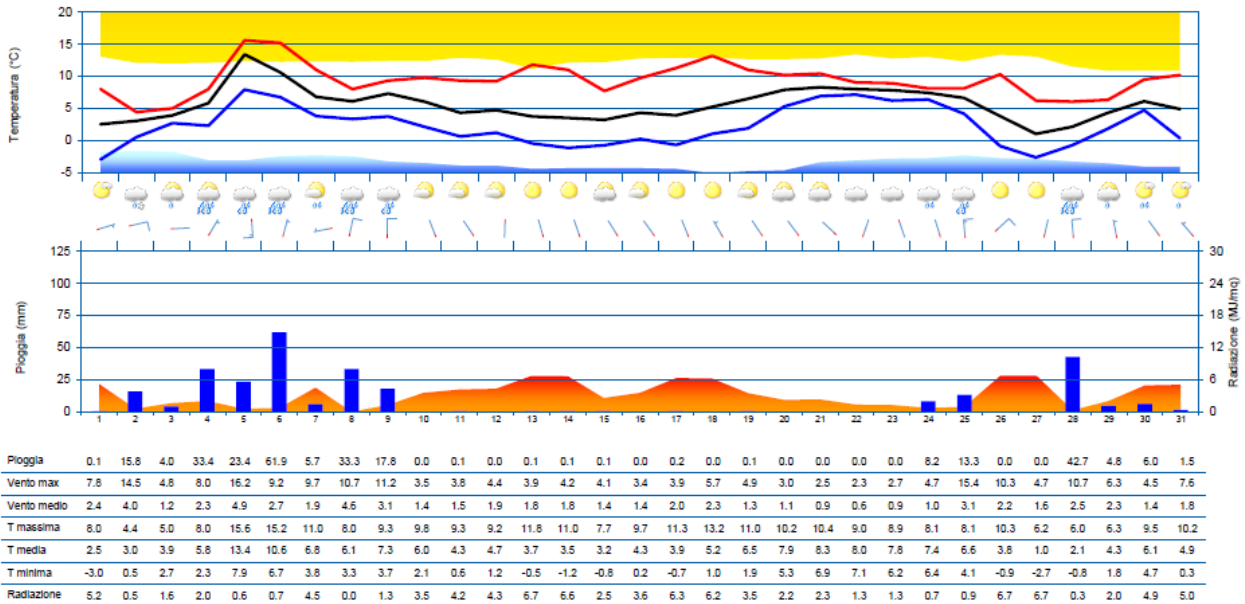 20
15
10
5
0
-5
Temperatura (°C)
125
100
75
50
25
0
Pioggia (mm)
30
24
18
12
6
0
Radiazione (MJ/mq)
1 2 3 4 5 6 7 8 9 10 11 12 13 14 15 16 17 18 19 20 21 22 23 24 25 26 27 28 29 30 31
Pioggia 0.1 15.8 4.0 33.4 23.4 61.9 5.7 33.3 17.8 0.0 0.1 0.0 0.1 0.1 0.1 0.0 0.2 0.0 0.1 0.0 0.0 0.0 0.0 8.2 13.3 0.0 0.0 42.7 4.8 6.0 1.5
Vento max 7.8 14.5 4.8 8.0 16.2 9.2 9.7 10.7 11.2 3.5 3.8 4.4 3.9 4.2 4.1 3.4 3.9 5.7 4.9 3.0 2.5 2.3 2.7 4.7 15.4 10.3 4.7 10.7 6.3 4.5 7.6
Vento medio 2.4 4.0 1.2 2.3 4.9 2.7 1.9 4.6 3.1 1.4 1.5 1.9 1.8 1.8 1.4 1.4 2.0 2.3 1.3 1.1 0.9 0.6 0.9 1.0 3.1 2.2 1.6 2.5 2.3 1.4 1.8
T massima 8.0 4.4 5.0 8.0 15.6 15.2 11.0 8.0 9.3 9.8 9.3 9.2 11.8 11.0 7.7 9.7 11.3 13.2 11.0 10.2 10.4 9.0 8.9 8.1 8.1 10.3 6.2 6.0 6.3 9.5 10.2
T media 2.5 3.0 3.9 5.8 13.4 10.6 6.8 6.1 7.3 6.0 4.3 4.7 3.7 3.5 3.2 4.3 3.9 5.2 6.5 7.9 8.3 8.0 7.8 7.4 6.6 3.8 1.0 2.1 4.3 6.1 4.9
T minima -3.0 0.5 2.7 2.3 7.9 6.7 3.8 3.3 3.7 2.1 0.6 1.2 -0.5 -1.2 -0.8 0.2 -0.7 1.0 1.9 5.3 6.9 7.1 6.2 6.4 4.1 -0.9 -2.7 -0.8 1.8 4.7 0.3
Radiazione 5.2 0.5 1.6 2.0 0.6 0.7 4.5 0.0 1.3 3.5 4.2 4.3 6.7 6.6 2.5 3.6 6.3 6.2 3.5 2.2 2.3 1.3 1.3 0.7 0.9 6.7 6.7 0.3 2.0 4.9 5.0